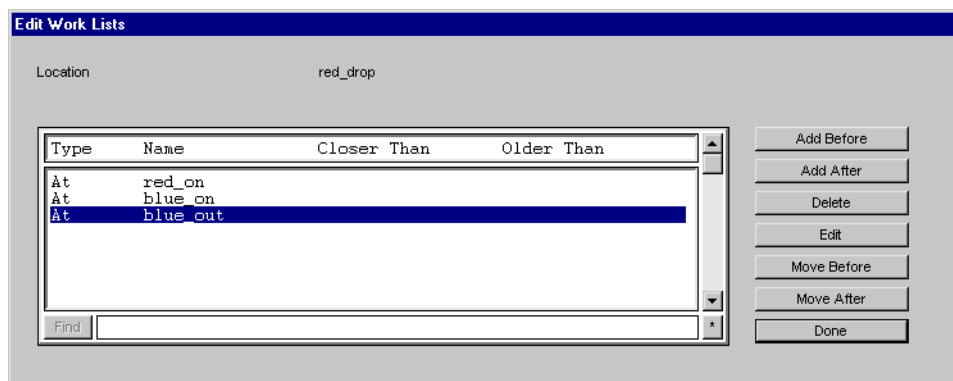 Edit Work Lists
Location red_drop
Type Name Closer Than Older Than
At red_on
At blue_on
At blue_out
Find *
Add Before
Add After
Delete
Edit
Move Before
Move After
Done